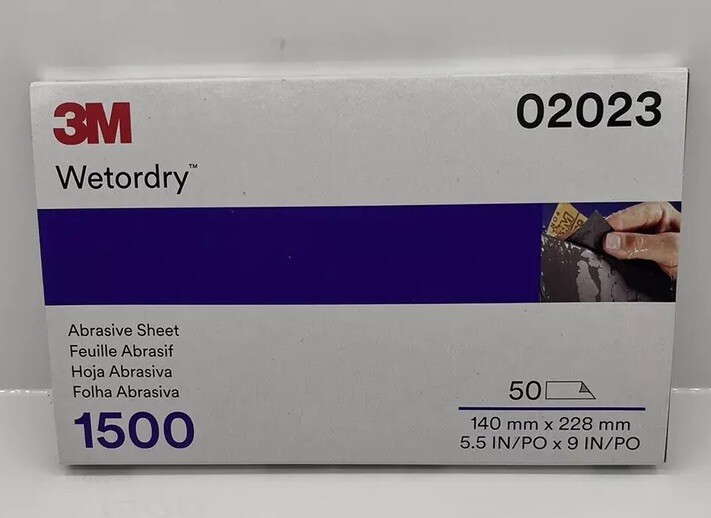 3M
02023
Wetordry™
Abrasive Sheet
Feuille Abrasif
Hoja Abrasiva
Folha Abrasiva
1500
50
140 mm x 228 mm
5.5 IN/PO x 9 IN/PO